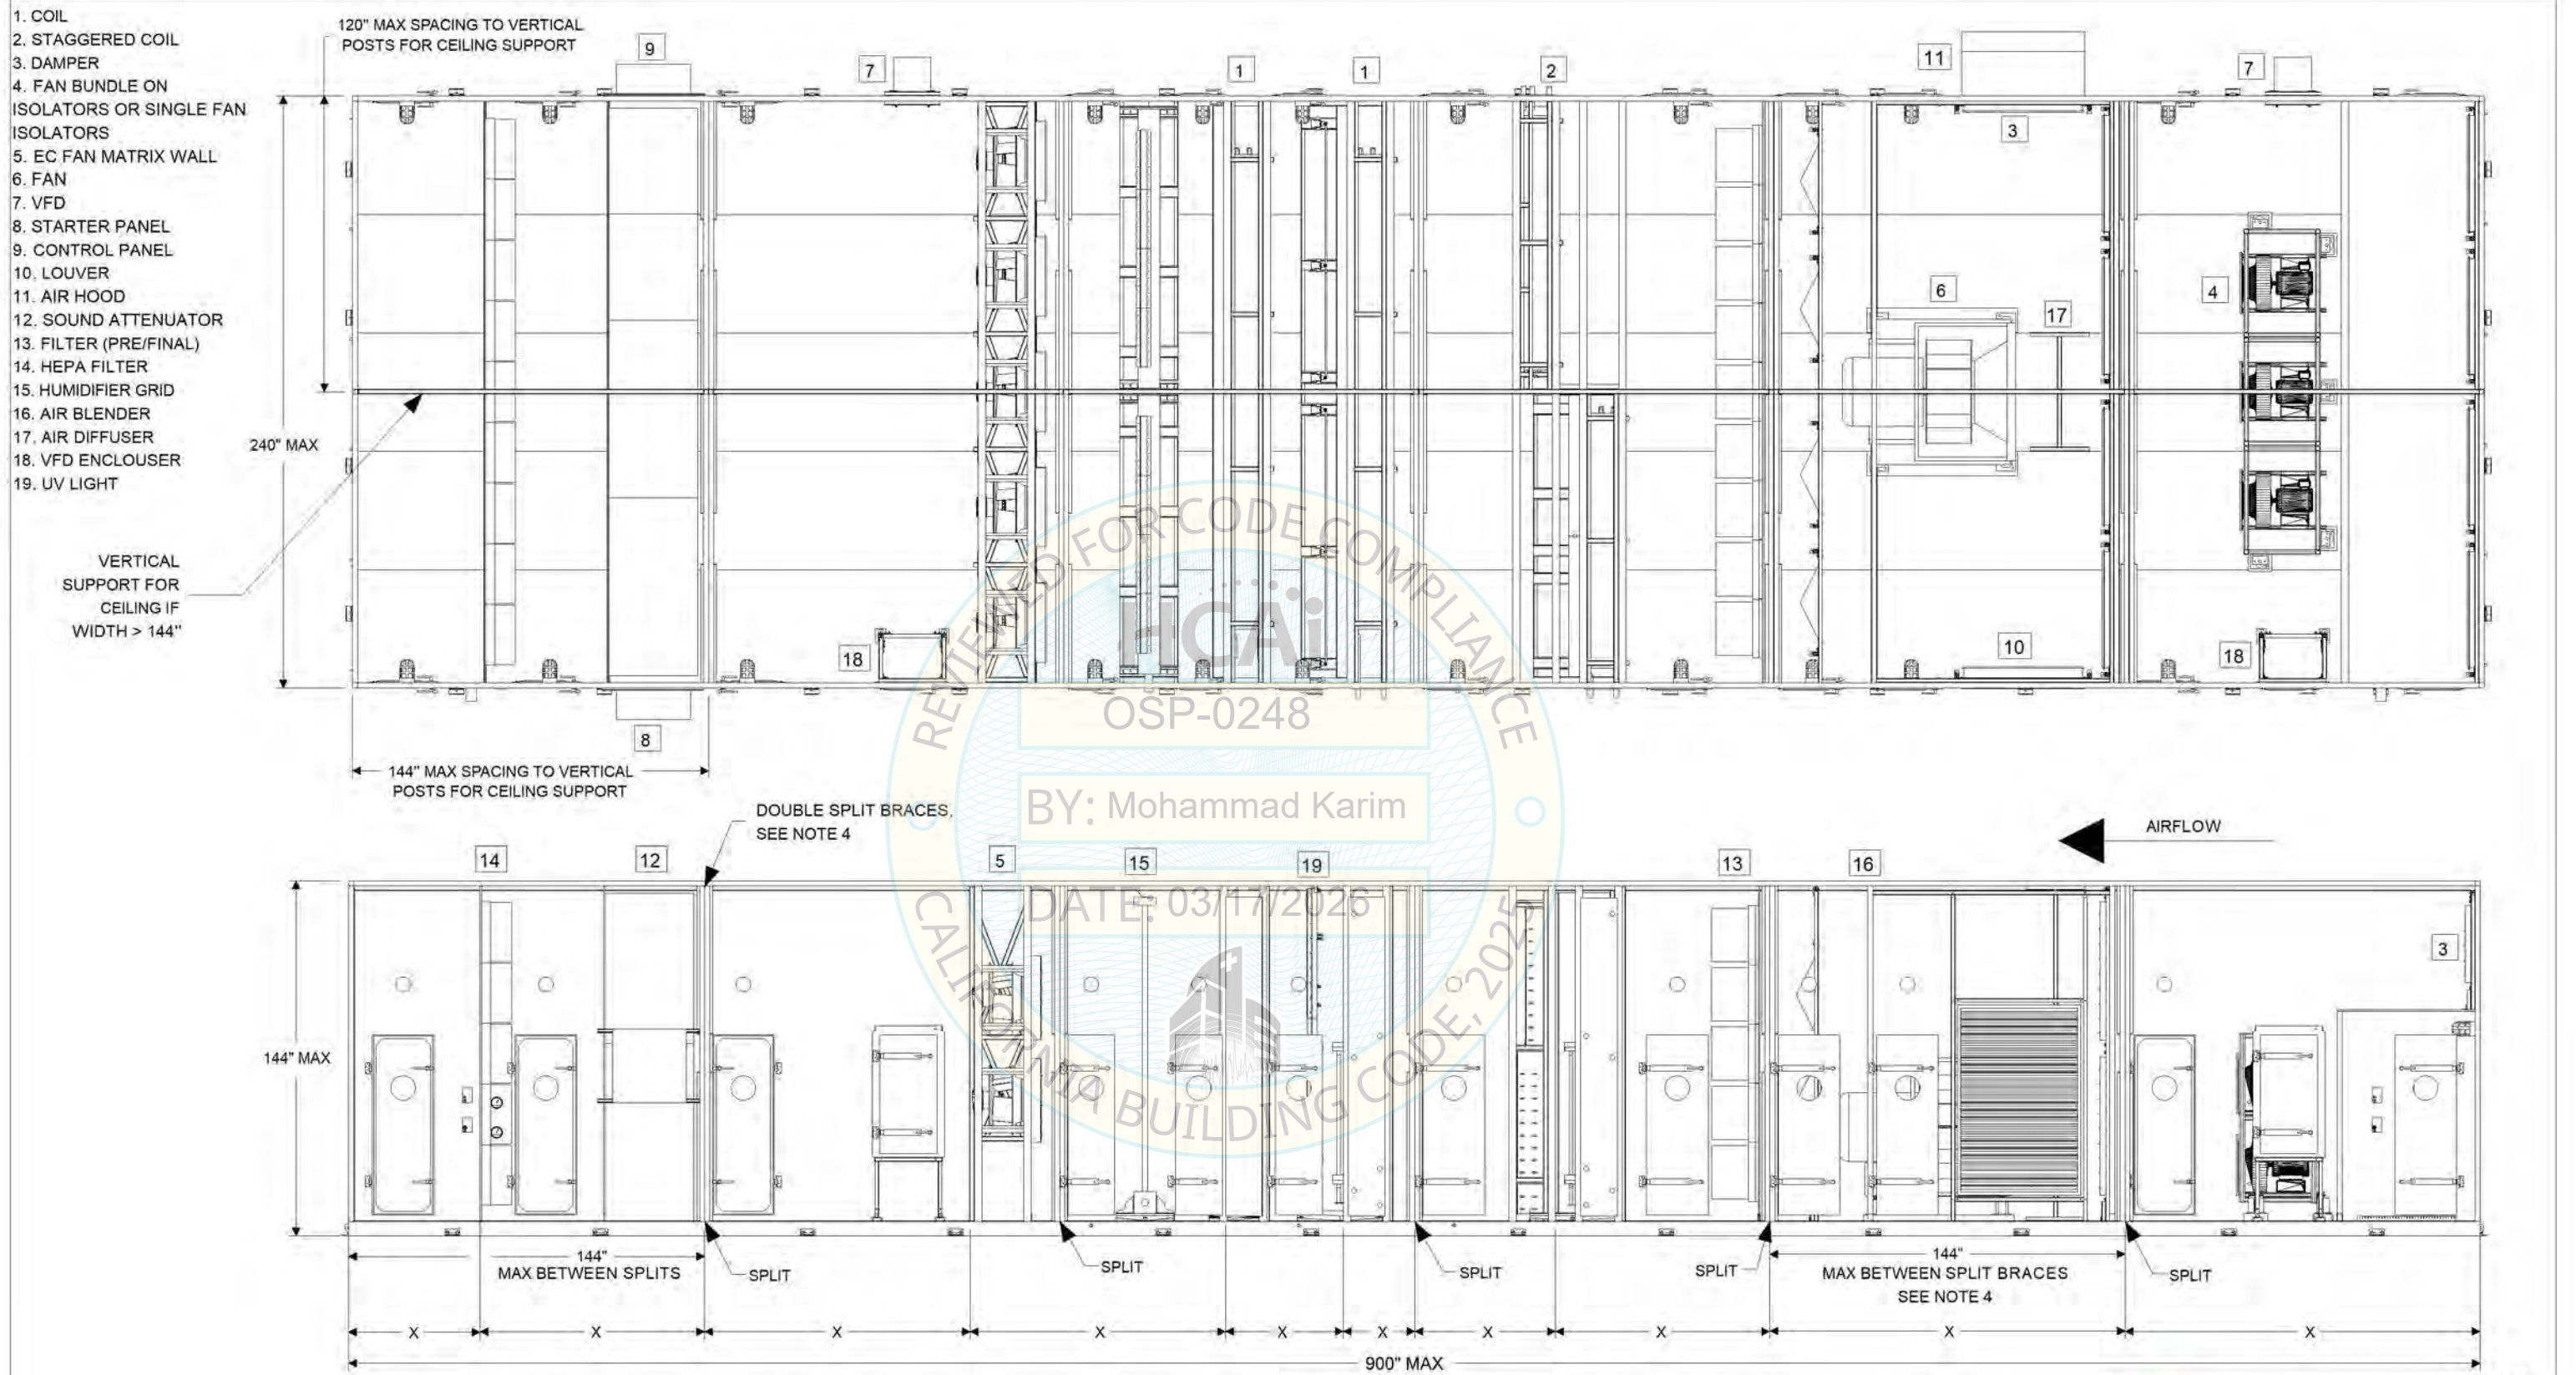 1. COIL
2. STAGGERED COIL
3. DAMPER
4. FAN BUNDLE ON
ISOLATORS OR SINGLE FAN
ISOLATORS
5. EC FAN MATRIX WALL
6. FAN
7. VFD
8. STARTER PANEL
9. CONTROL PANEL
10. LOUVER
11. AIR HOOD
12. SOUND ATTENUATOR
13. FILTER (PRE/FINAL)
14. HEPA FILTER
15. HUMIDIFIER GRID
16. AIR BLENDER
17. AIR DIFFUSER
18. VFD ENCLOUSER
19. UV LIGHT
120" MAX SPACING TO VERTICAL
POSTS FOR CEILING SUPPORT
9
7
1
1
2
11
7
3
6
17
4
240" MAX
VERTICAL
SUPPORT FOR
CEILING IF
WIDTH > 144"
18
10
18
8
144" MAX SPACING TO VERTICAL
POSTS FOR CEILING SUPPORT
REVIEWED FOR CODE COMPLIANCE
HCAi
OSP-0248
BY: Mohammad Karim
DATE: 03/17/2026
CALIFORNIA BUILDING CODE, 2025
DOUBLE SPLIT BRACES,
SEE NOTE 4
AIRFLOW
14
12
5
15
19
13
16
3
144" MAX
144"
MAX BETWEEN SPLITS
SPLIT
SPLIT
SPLIT
SPLIT
144"
MAX BETWEEN SPLIT BRACES
SEE NOTE 4
SPLIT
X
X
X
X
X
X
X
X
X
X
900" MAX